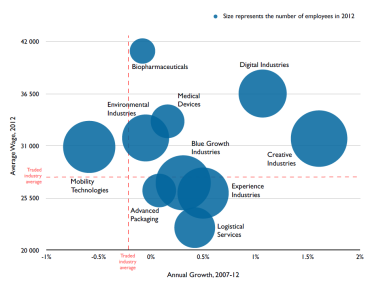 Size represents the number of employees in 2012
42 000
Biopharmaceuticals
Digital Industries
36 500
Medical
Devices
Environmental
Industries
Average Wage, 2012
31 000
Blue Growth
Industries
Creative
Industries
Traded
industry
average
Mobility
Technologies
Experience
Industries
25 500
Advanced
Packaging
Logistical
Services
20 000
-1%
-0.5%
0%
0.5%
1%
1.5%
2%
Traded
industry
average
Annual Growth, 2007-12